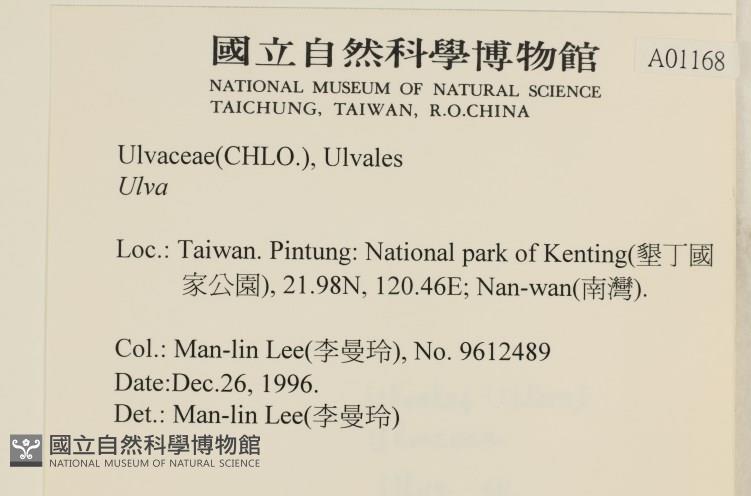 國立自然科學博物館
A01168
NATIONAL MUSEUM OF NATURAL SCIENCE
TAICHUNG, TAIWAN, R.O.CHINA
Ulvaceae(CHLO.), Ulvales
Ulva
Loc.: Taiwan. Pintung: National park of Kenting(墾丁國
家公園), 21.98N, 120.46E; Nan-wan(南灣).
Col.: Man-lin Lee(李曼玲), No. 9612489
Date:Dec.26, 1996.
Det.: Man-lin Lee(李曼玲)
國立自然科學博物館
NATIONAL MUSEUM OF NATURAL SCIENCE